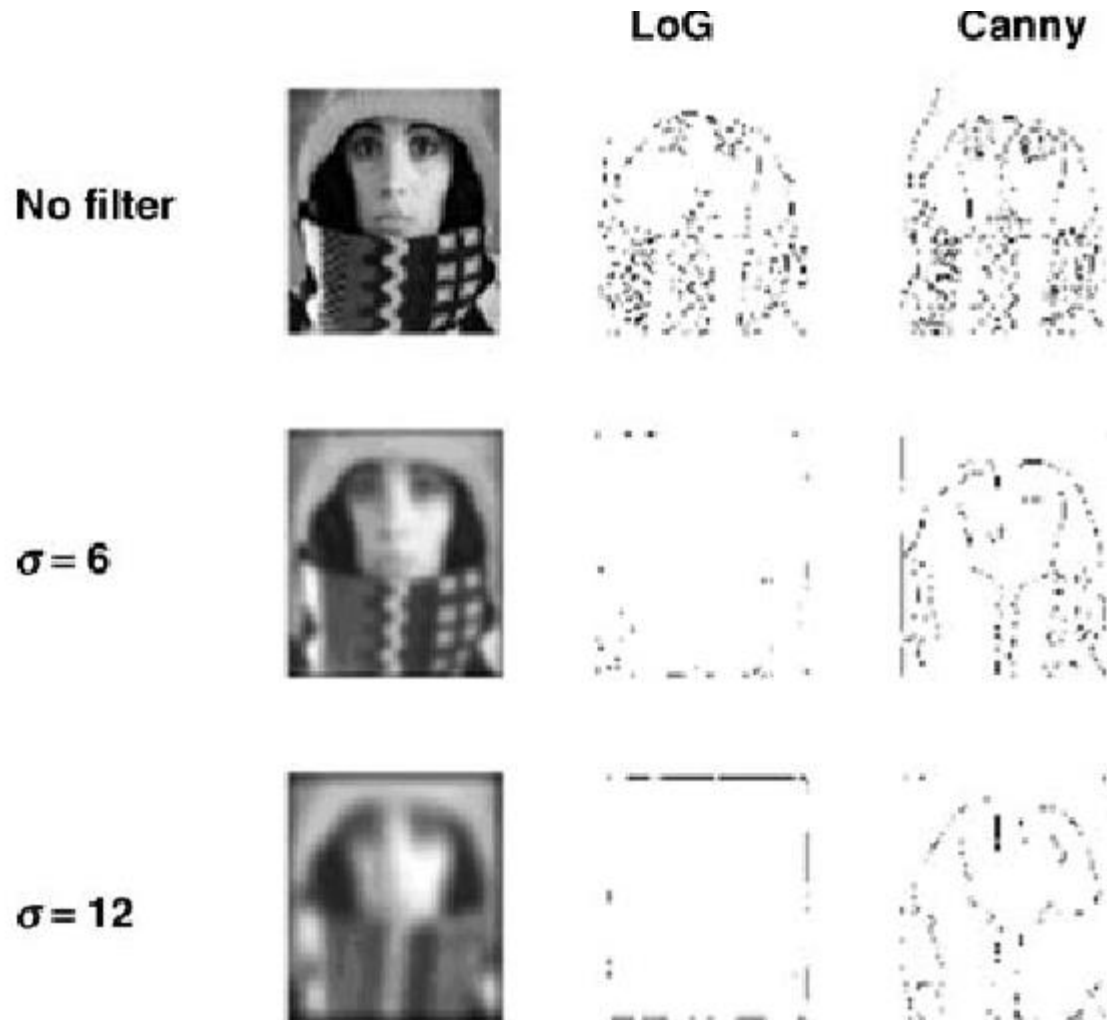 LoG Canny
No filter
σ = 6
σ = 12